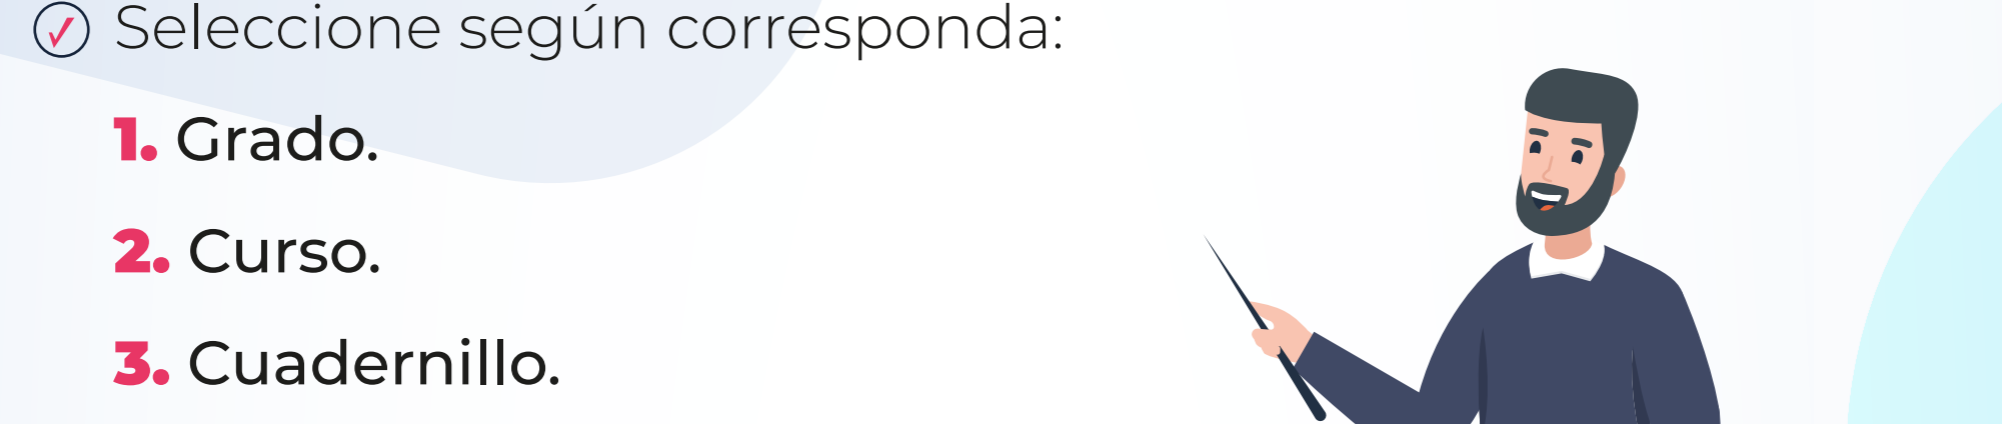 Seleccione según corresponda:
1. Grado.
2. Curso.
3. Cuadernillo.